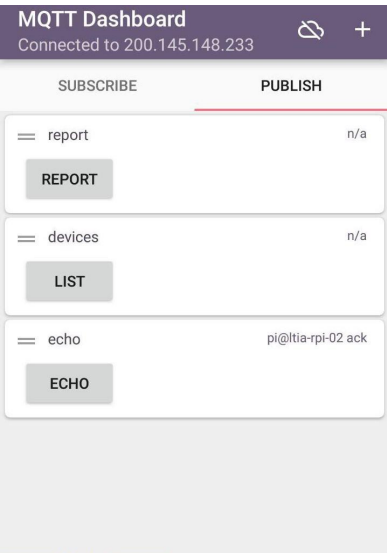 MQTT Dashboard
Connected to 200.145.148.233
SUBSCRIBE PUBLISH
report n/a
REPORT
devices n/a
LIST
echo pi@ltia-rpi-02 ack
ECHO